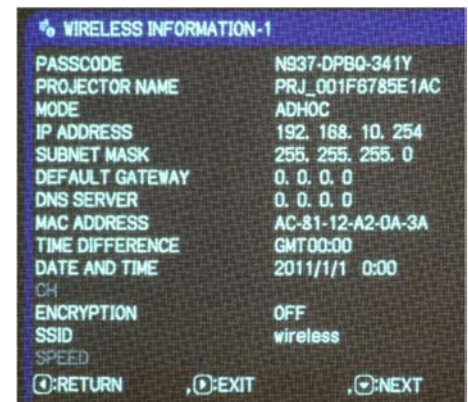 WIRELESS INFORMATION-1
PASSCODE N937-DPBQ-341Y
PROJECTOR NAME PRJ_001F6785E1AC
MODE ADHOC
IP ADDRESS 192. 168. 10. 254
SUBNET MASK 255. 255. 255. 0
DEFAULT GATEWAY 0. 0. 0. 0
DNS SERVER 0. 0. 0. 0
MAC ADDRESS AC-81-12-A2-0A-3A
TIME DIFFERENCE GMT00:00
DATE AND TIME 2011/1/1 0:00
CH
ENCRYPTION OFF
SSID wireless
SPEED
:RETURN ,:EXIT ,:NEXT